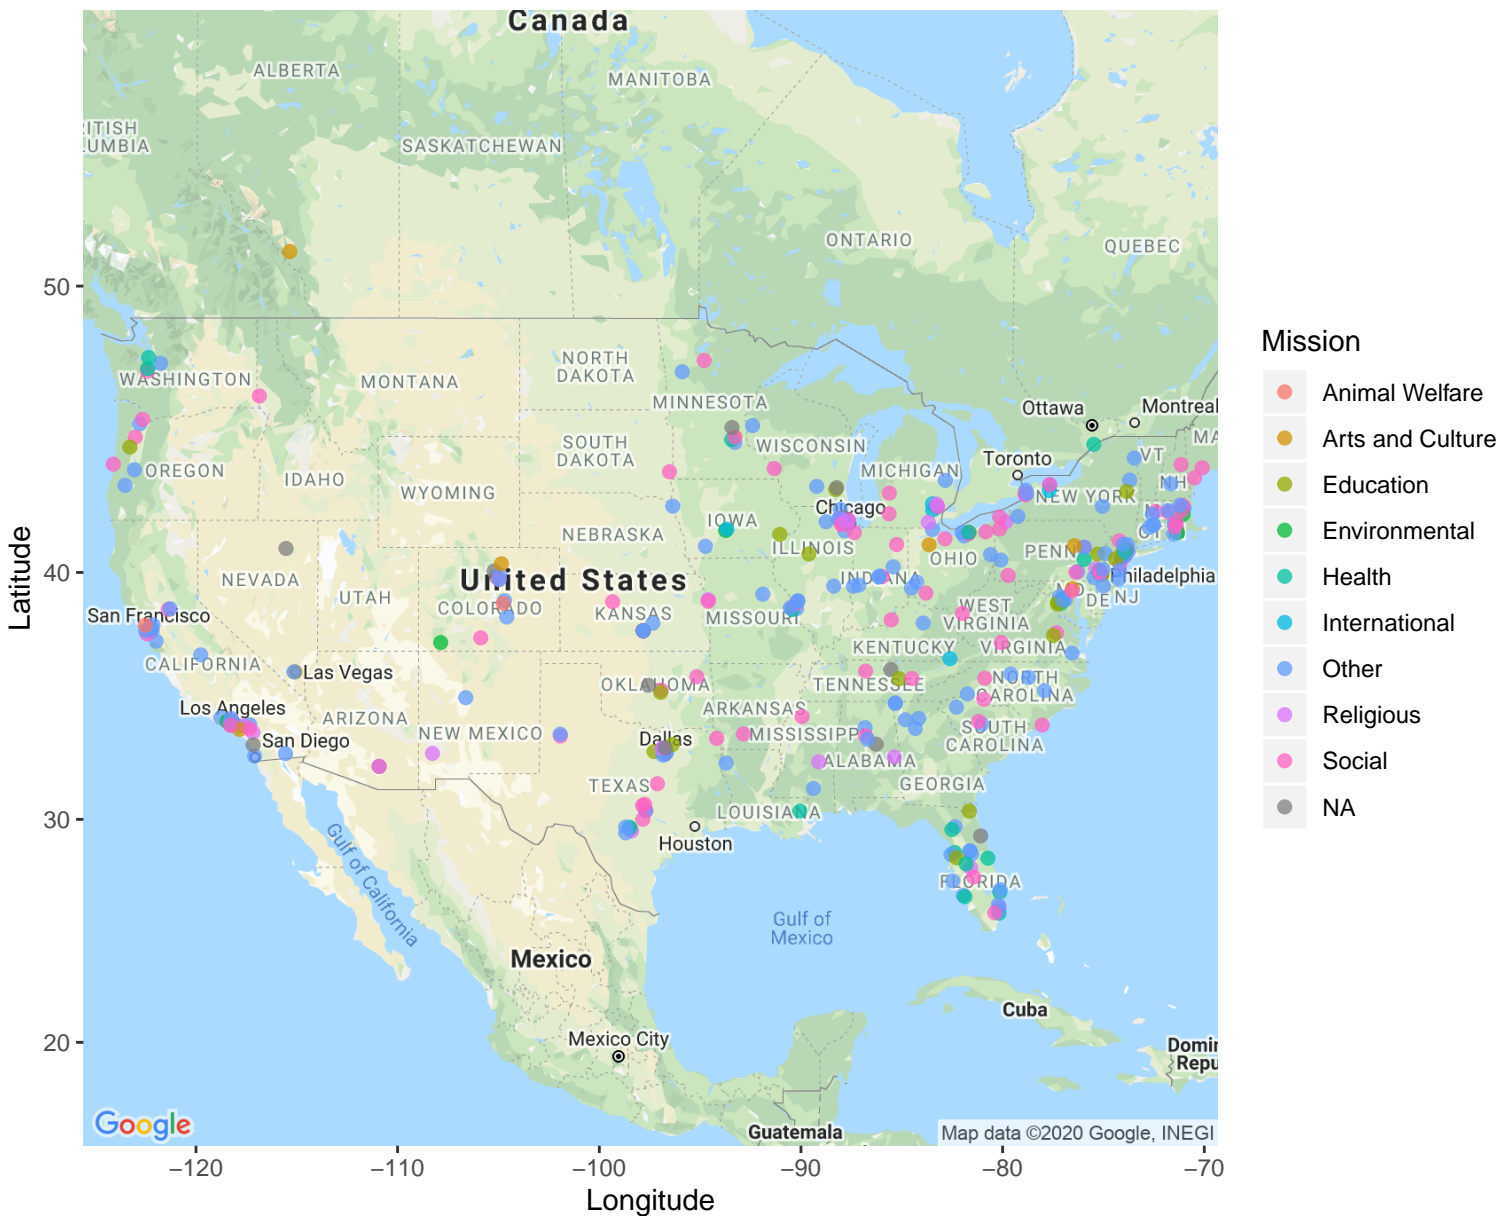 Canada
ALBERTA
MANITOBA
ITISH
UMBIA
SASKATCHEWAN
ONTARIO
QUEBEC
50
NORTH
DAKOTA
WASHINGTON
MONTANA
MINNESOTA
Ottawa
Montreal
MA
SOUTH
DAKOTA
WISCONSIN
VT
Toronto
MICHIGAN
OREGON
IDAHO
WYOMING
NH
NEW YORK
Chicago
IOWA
NEBRASKA
CT
ILLINOIS
OHIO
PENN
40
United States
NEVADA
INDIANA
Philadelphia
UTAH
COLORADO
KANSAS
MISSOURI
DE
NJ
San Francisco
WEST
VIRGINIA
KENTUCKY
VIRGINIA
CALIFORNIA
Las Vegas
OKLAHOMA
TENNESSEE
NORTH
CAROLINA
Los Angeles
ARIZONA
ARKANSAS
NEW MEXICO
San Diego
Dallas
MISSISSIPPI
SOUTH
CAROLINA
ALABAMA
TEXAS
GEORGIA
30
LOUISIANA
Houston
Gulf of California
FLORIDA
Gulf of
Mexico
Mexico
Cuba
20
Mexico City
Domin
Repu
Google
Guatemala
Map data ©2020 Google, INEGI
−120
−110
−100
−90
−80
−70
Longitude
Latitude
Mission
Animal Welfare
Arts and Culture
Education
Environmental
Health
International
Other
Religious
Social
NA